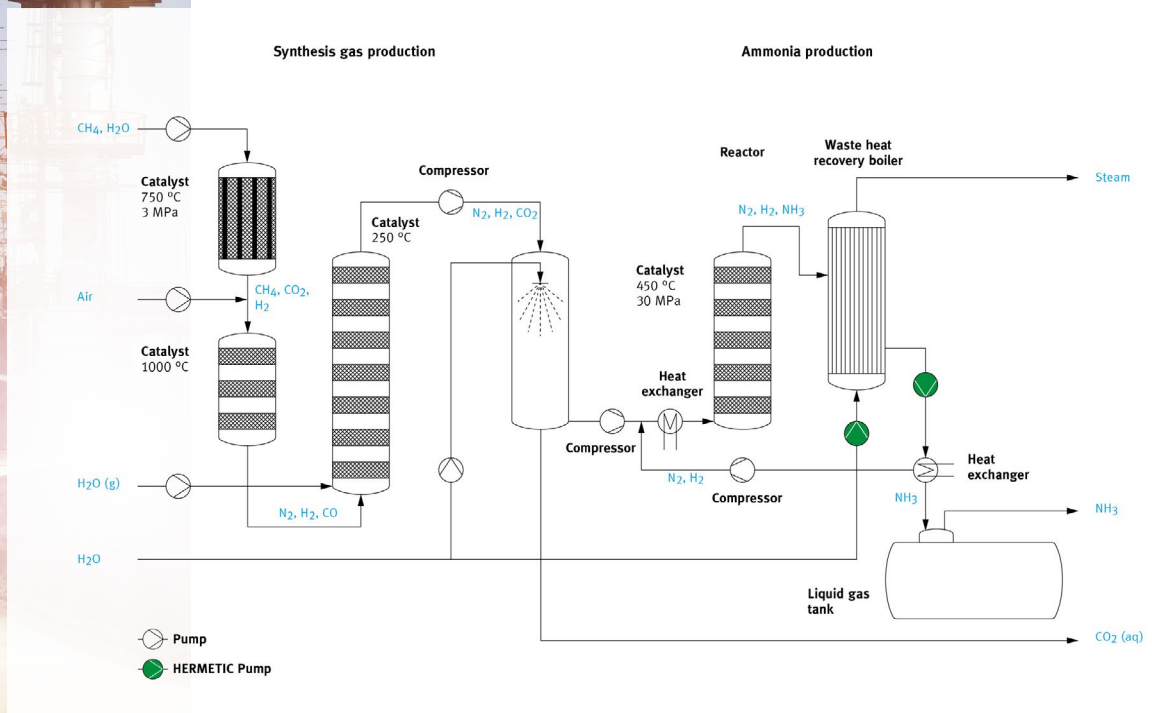 Synthesis gas production
Ammonia production
CH4, H2O
Catalyst
750 °C
3 MPa
Air
CH4, CO2,
H2
Catalyst
1000 °C
H2O (g)
N2, H2, CO
H2O
Compressor
N2, H2, CO2
Catalyst
250 °C
Reactor
Waste heat
recovery boiler
Steam
N2, H2, NH3
Catalyst
450 °C
30 MPa
Heat
exchanger
Compressor
N2, H2
Compressor
Heat
exchanger
NH3
NH3
Liquid gas
tank
CO2 (aq)
Pump
HERMETIC Pump